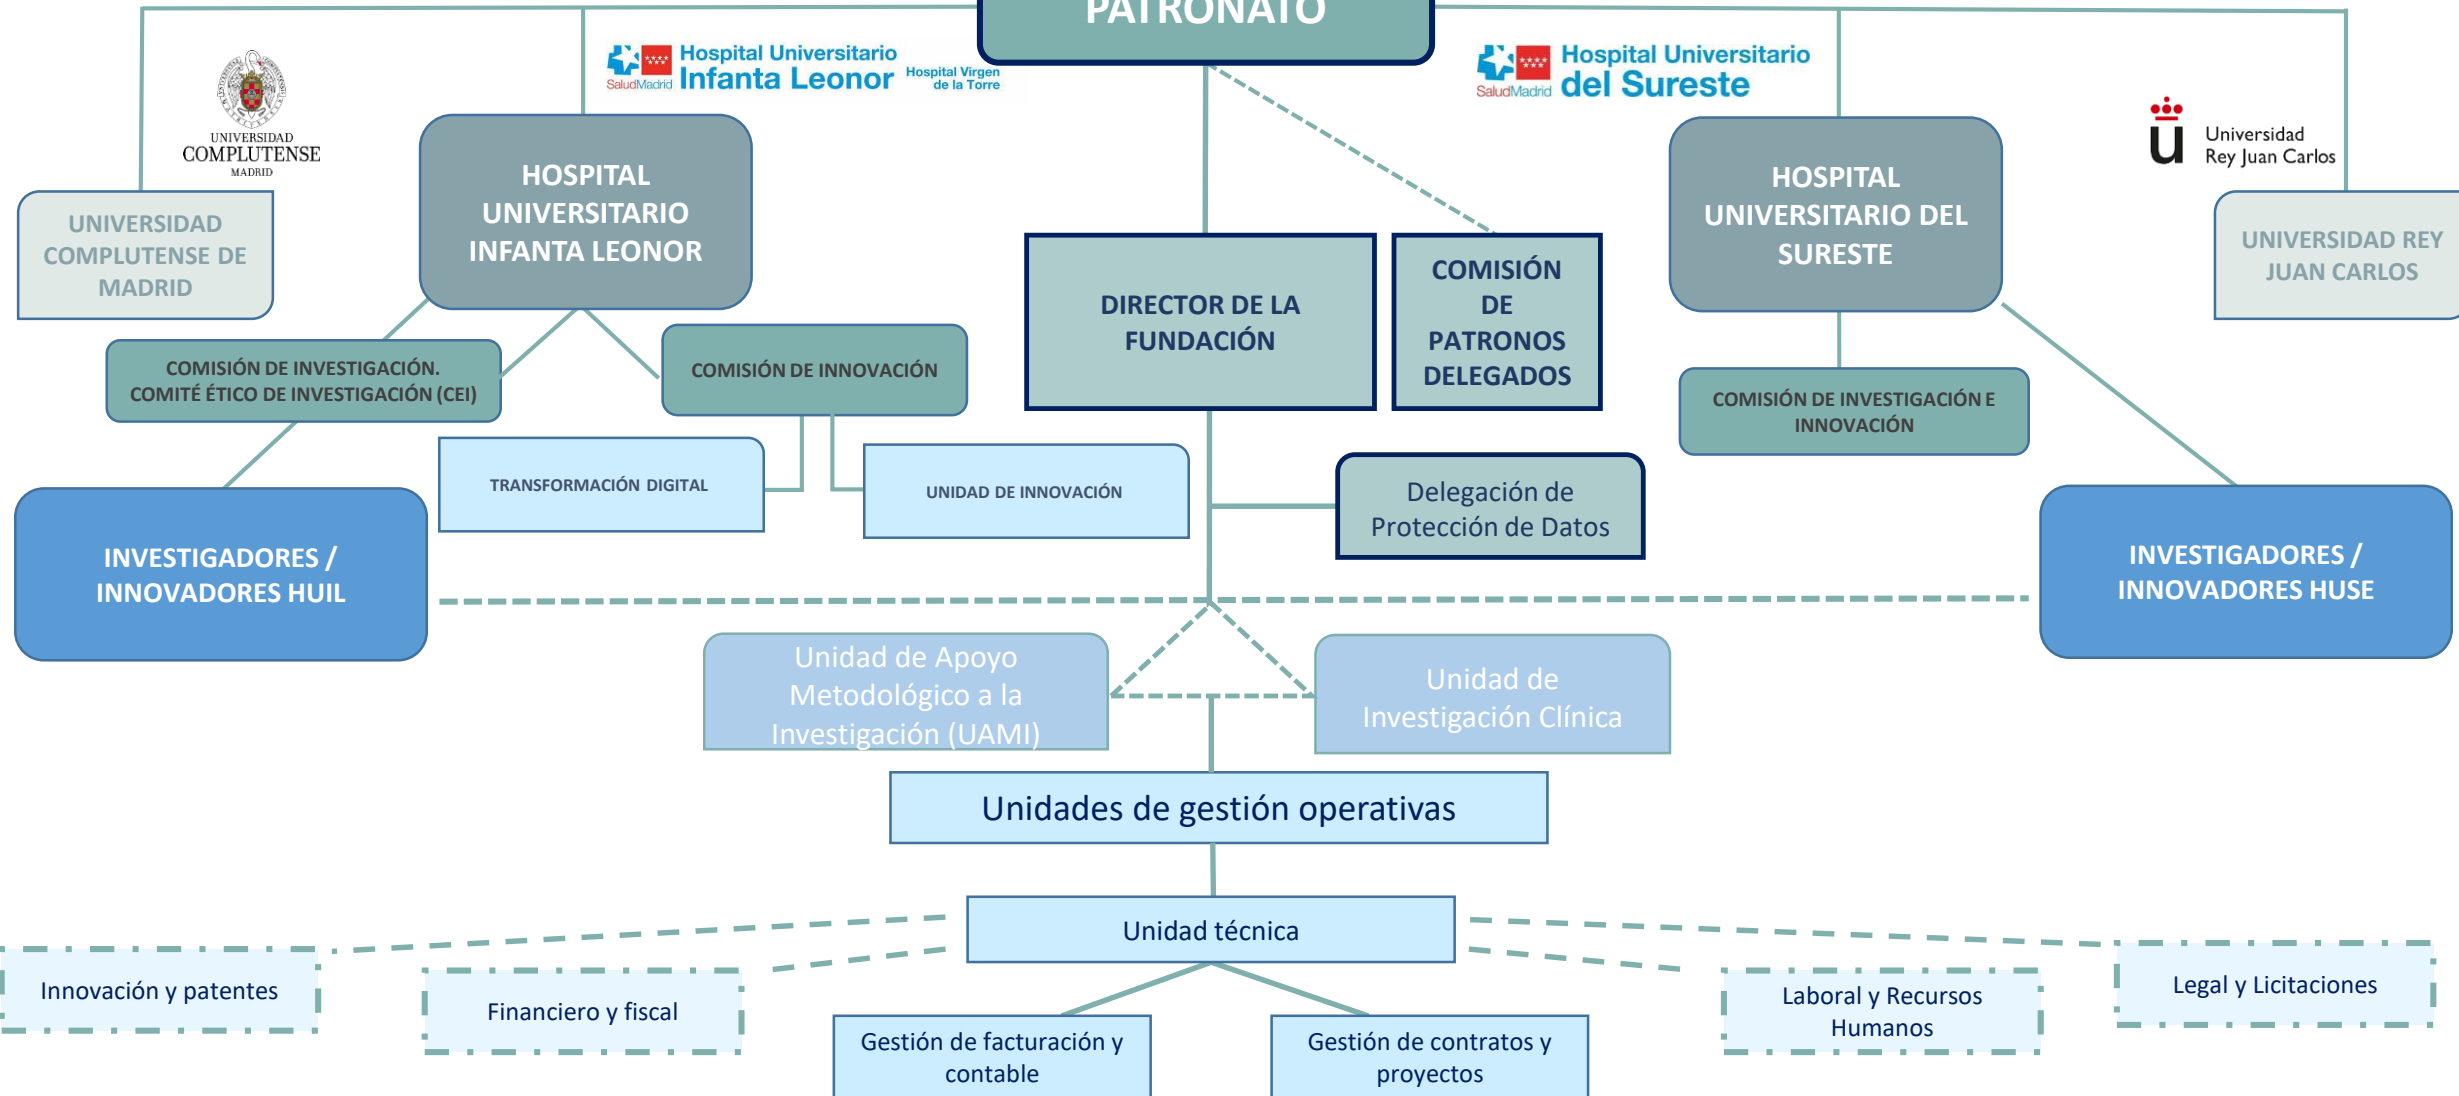 PATRONATO
UNIVERSIDAD
COMPLUTENSE
MADRID
SaludMadrid
Hospital Universitario
Infanta Leonor
Hospital Virgen
de la Torre
SaludMadrid
Hospital Universitario
del Sureste
Universidad
Rey Juan Carlos
UNIVERSIDAD
COMPLUTENSE DE
MADRID
HOSPITAL
UNIVERSITARIO
INFANTA LEONOR
DIRECTOR DE LA
FUNDACIÓN
COMISIÓN
DE
PATRONOS
DELEGADOS
HOSPITAL
UNIVERSITARIO DEL
SURESTE
UNIVERSIDAD REY
JUAN CARLOS
COMISIÓN DE INVESTIGACIÓN.
COMITÉ ÉTICO DE INVESTIGACIÓN (CEI)
COMISIÓN DE INNOVACIÓN
COMISIÓN DE INVESTIGACIÓN E
INNOVACIÓN
TRANSFORMACIÓN DIGITAL
UNIDAD DE INNOVACIÓN
Delegación de
Protección de Datos
INVESTIGADORES /
INNOVADORES HUIL
INVESTIGADORES /
INNOVADORES HUSE
Unidad de Apoyo
Metodológico a la
Investigación (UAMI)
Unidad de
Investigación Clínica
Unidades de gestión operativas
Unidad técnica
Innovación y patentes
Financiero y fiscal
Laboral y Recursos
Humanos
Legal y Licitaciones
Gestión de facturación y
contable
Gestión de contratos y
proyectos